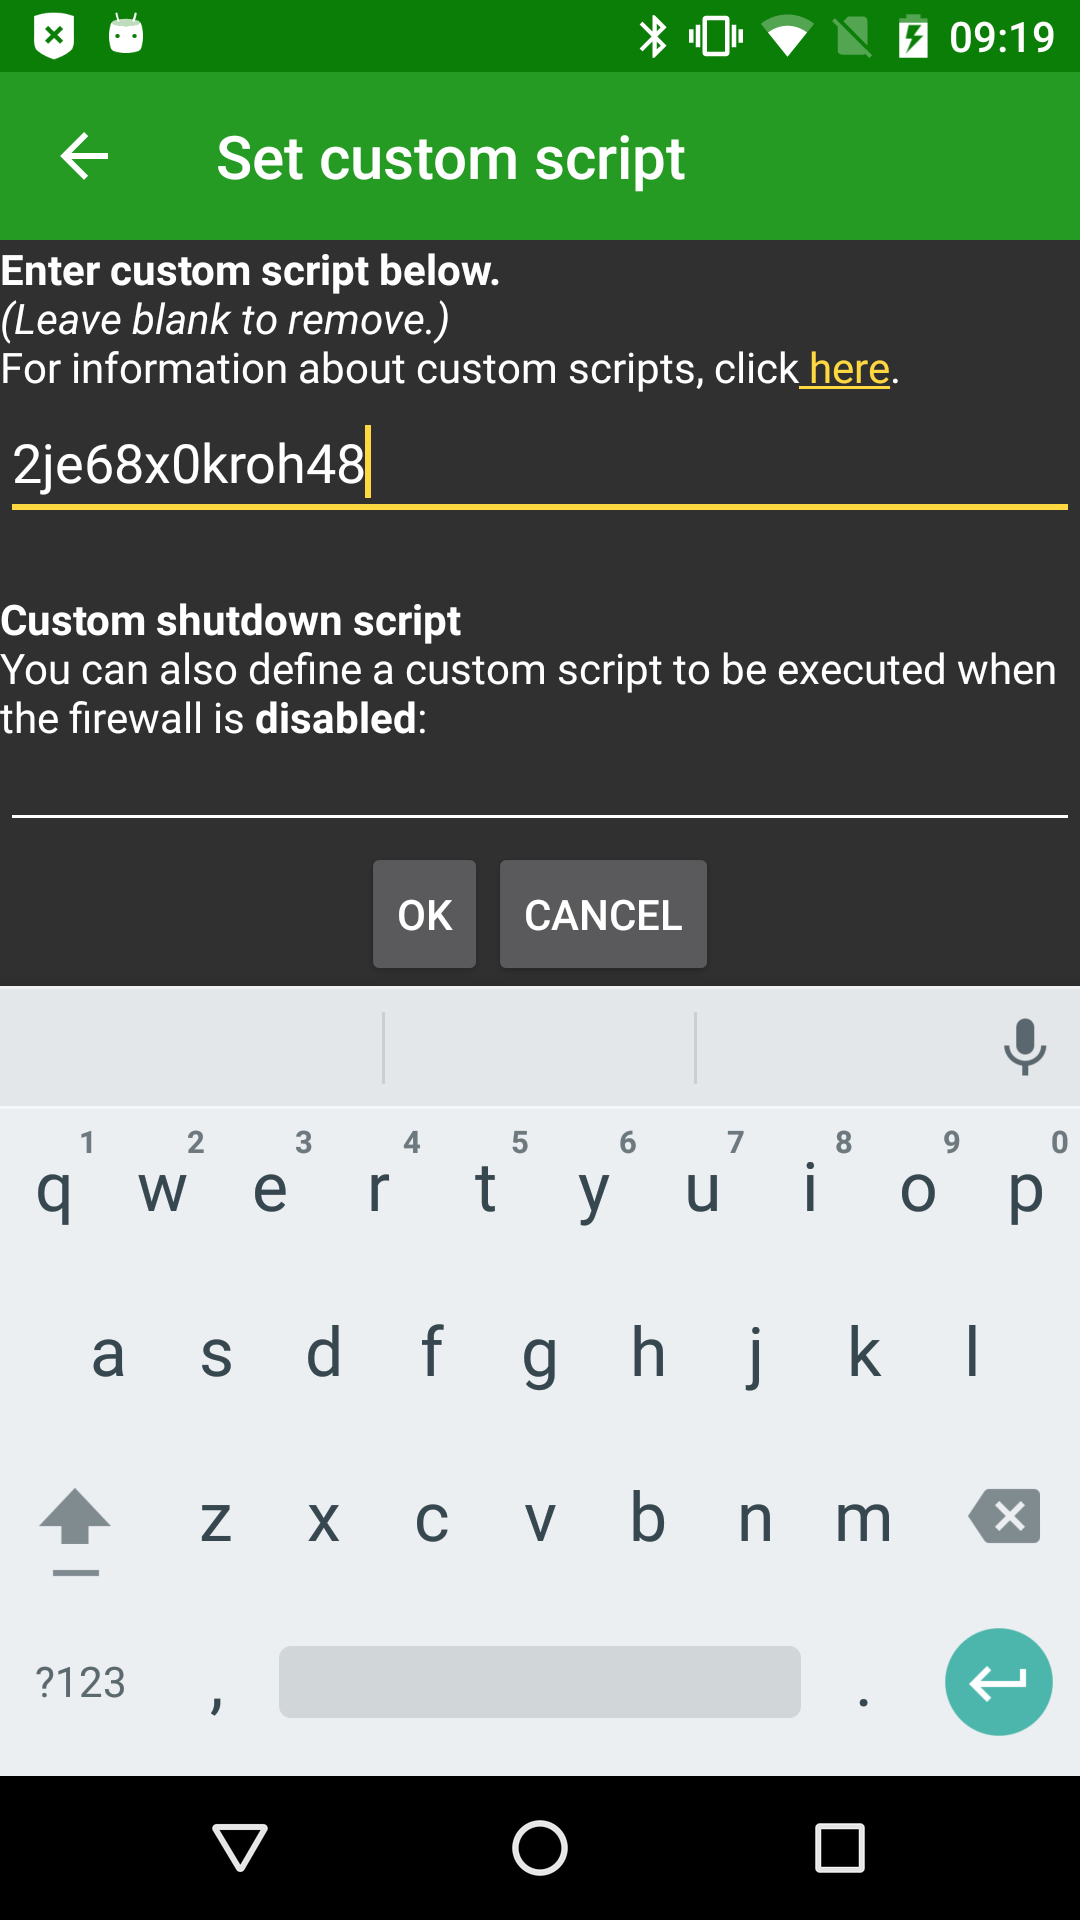 09:19
Set custom script
Enter custom script below.
(Leave blank to remove.)
For information about custom scripts, click here.
2je68x0kroh48
Custom shutdown script
You can also define a custom script to be executed when
the firewall is disabled:
OK CANCEL
1 2 3 4 5 6 7 8 9 0
q w e r t y u i o p
a s d f g h j k l
z x c v b n m
?123 , .